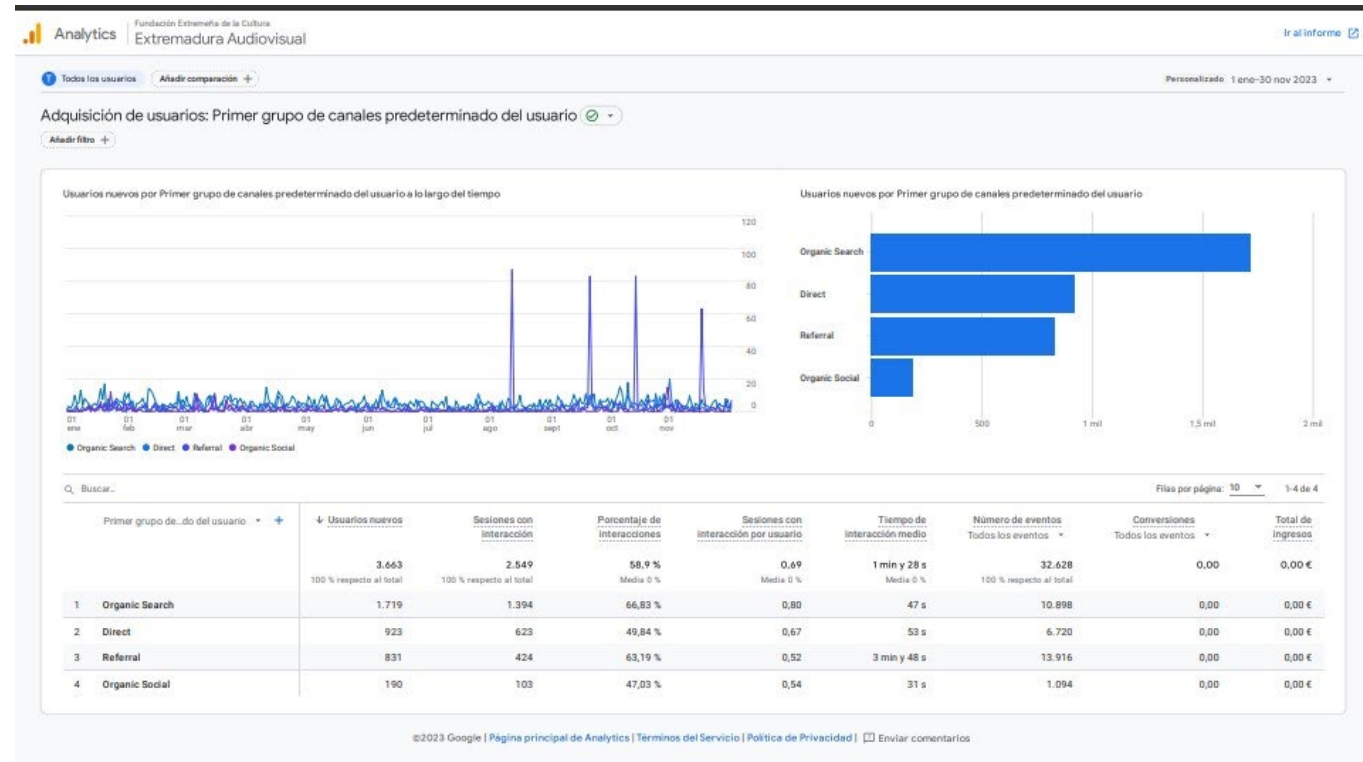 Analytics
Fundación Extremeña de la Cultura
Extremadura Audiovisual
Ir al informe
T Todos los usuarios
Añadir comparación +
Personalizado 1 ene-30 nov 2023
Adquisición de usuarios: Primer grupo de canales predeterminado del usuario
Añadir filtro +
Usuarios nuevos por Primer grupo de canales predeterminado del usuario a lo largo del tiempo
120
100
80
60
40
20
0
01 ene
01 feb
01 mar
01 abr
01 may
01 jun
01 jul
01 ago
01 sept
01 oct
01 nov
Organic Search Direct Referral Organic Social
Usuarios nuevos por Primer grupo de canales predeterminado del usuario
Organic Search
Direct
Referral
Organic Social
0 500 1 mil 1,5 mil 2 mil
Buscar...
Filas por página: 10 1-4 de 4
Primer grupo de...do del usuario + ↓ Usuarios nuevos Sesiones con interacción Porcentaje de interacciones Sesiones con interacción por usuario Tiempo de interacción medio Número de eventos Todos los eventos Conversiones Todos los eventos Total de ingresos
3.663 2.549 58,9 % 0,69 1 min y 28 s 32.628 0,00 0,00 €
100 % respecto al total 100 % respecto al total Media 0 % Media 0 % Media 0 % 100 % respecto al total
1 Organic Search 1.719 1.394 66,83 % 0,80 47 s 10.898 0,00 0,00 €
2 Direct 923 623 49,84 % 0,67 53 s 6.720 0,00 0,00 €
3 Referral 831 424 63,19 % 0,52 3 min y 48 s 13.916 0,00 0,00 €
4 Organic Social 190 103 47,03 % 0,54 31 s 1.094 0,00 0,00 €
©2023 Google | Página principal de Analytics | Términos del Servicio | Política de Privacidad | Enviar comentarios